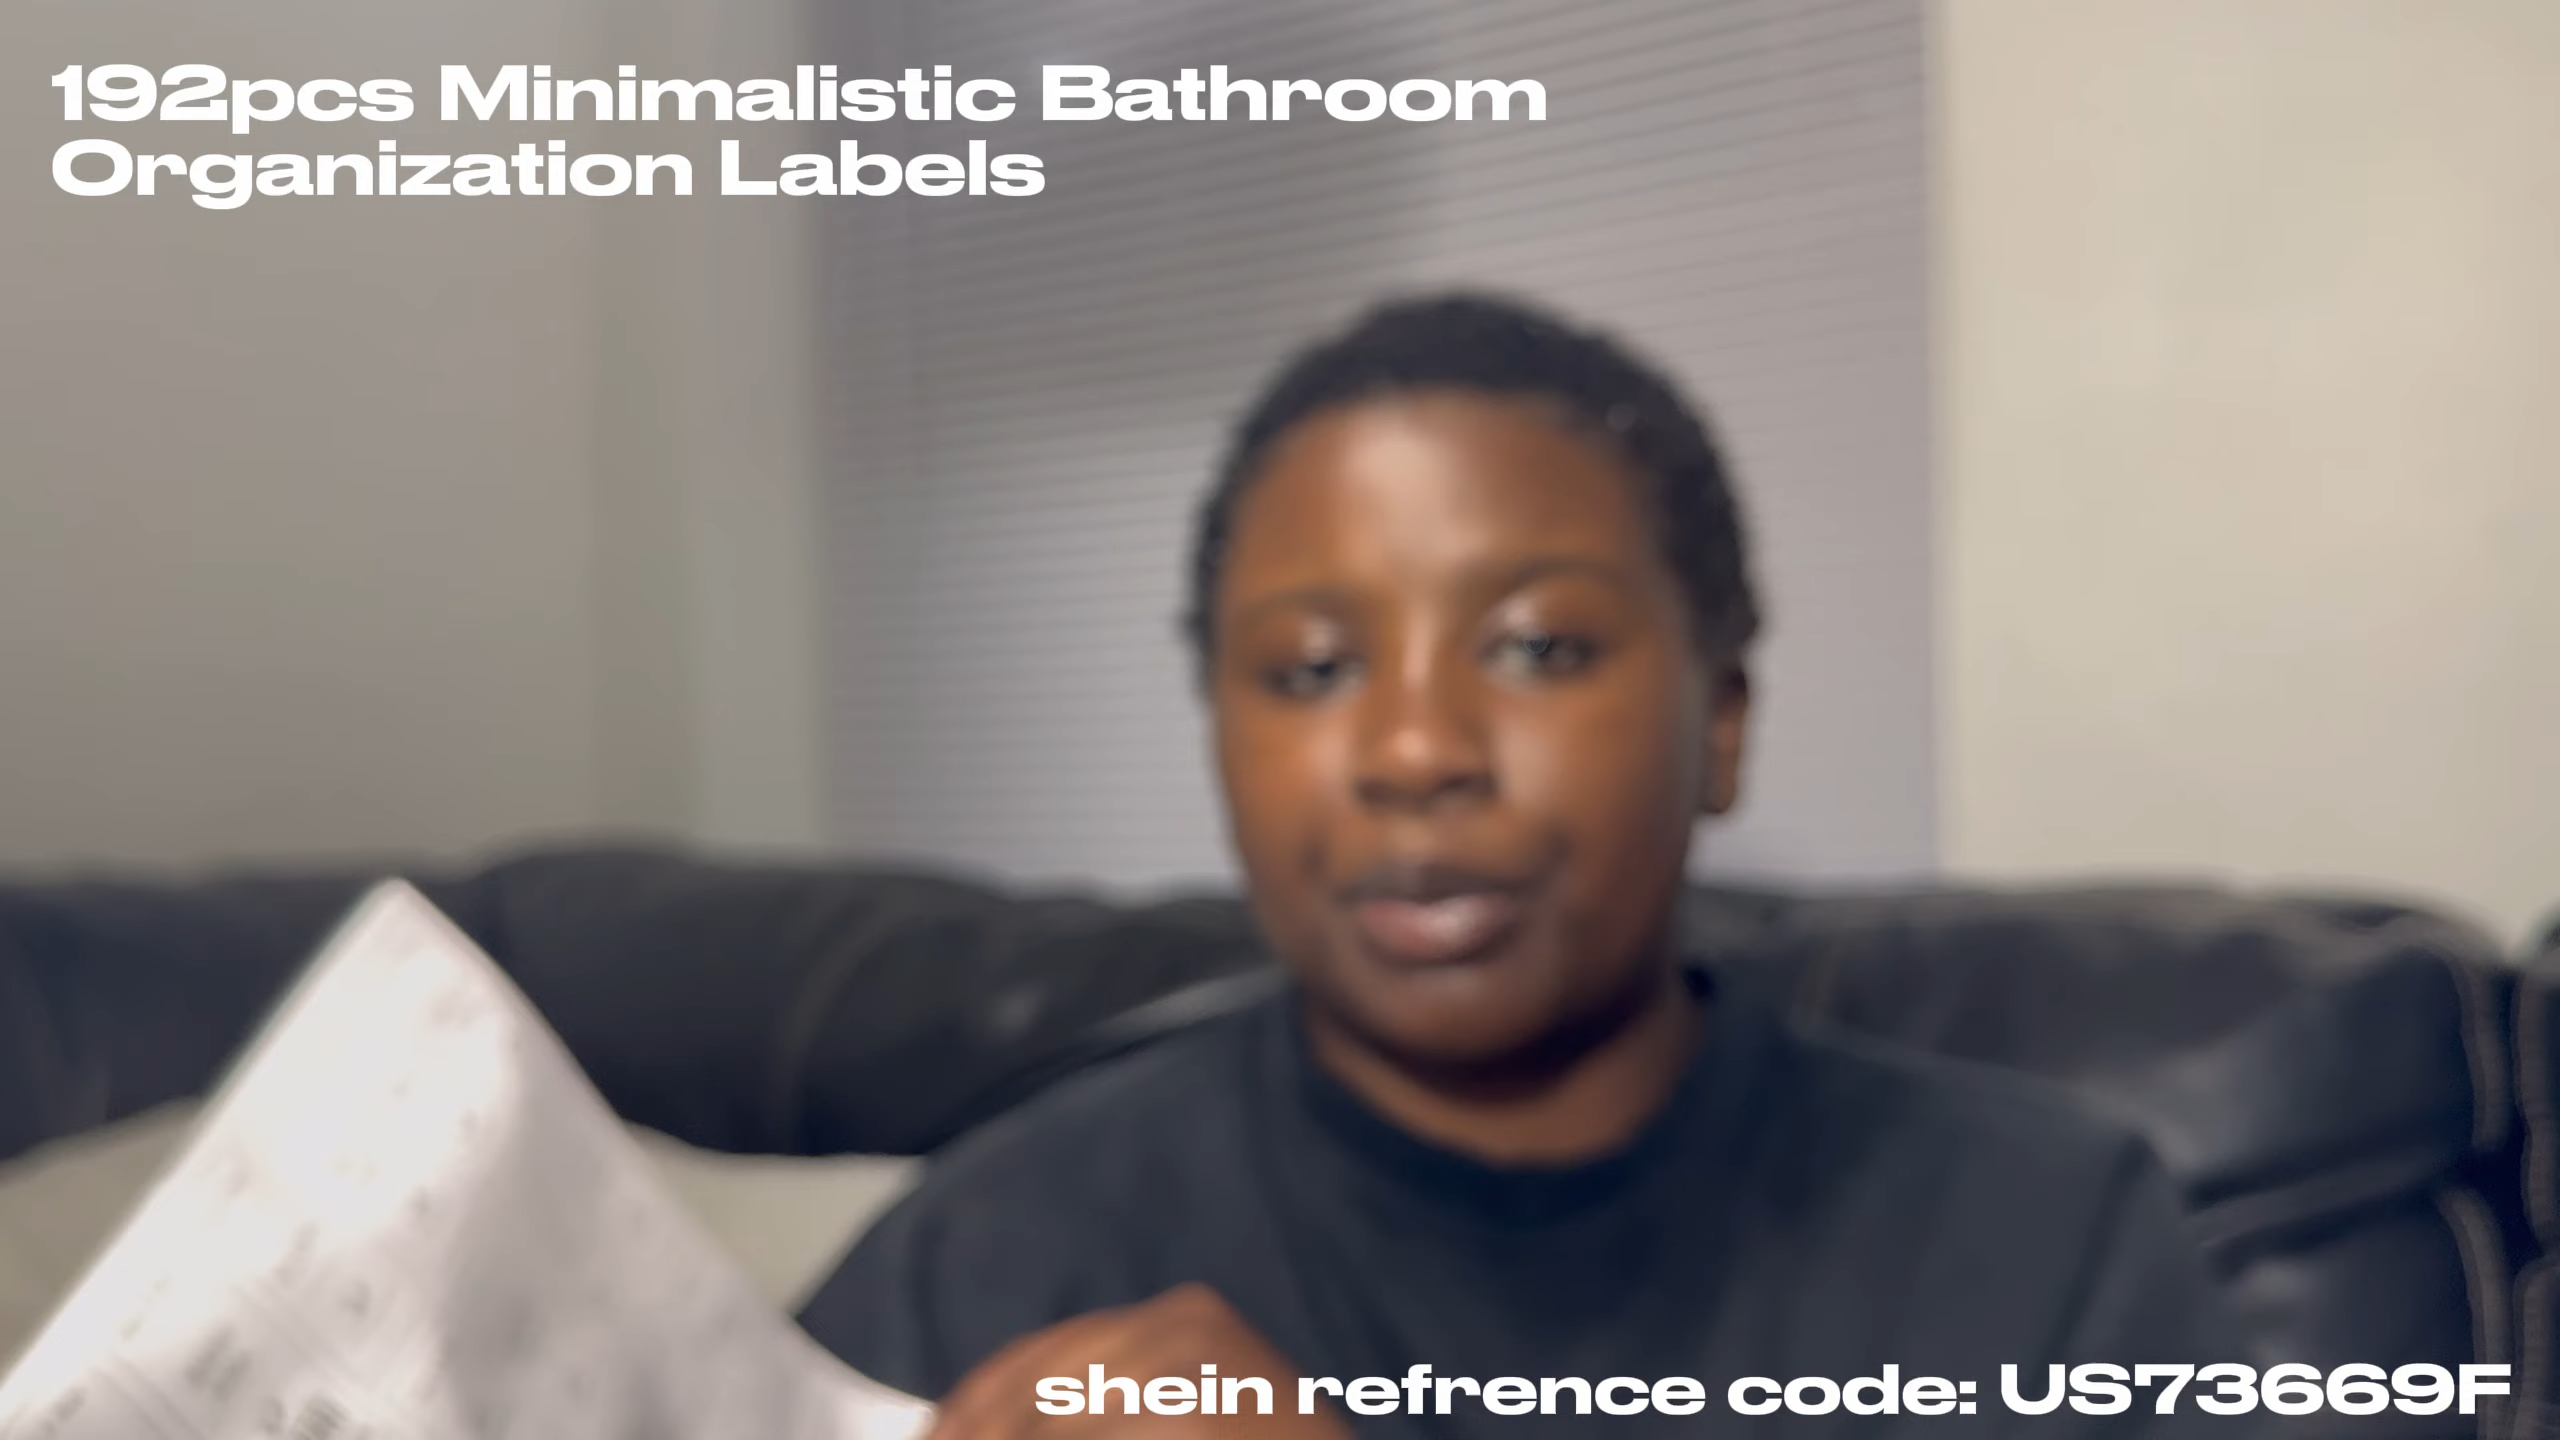 192pcs Minimalistic Bathroom
Organization Labels
shein refrence code: US73669F